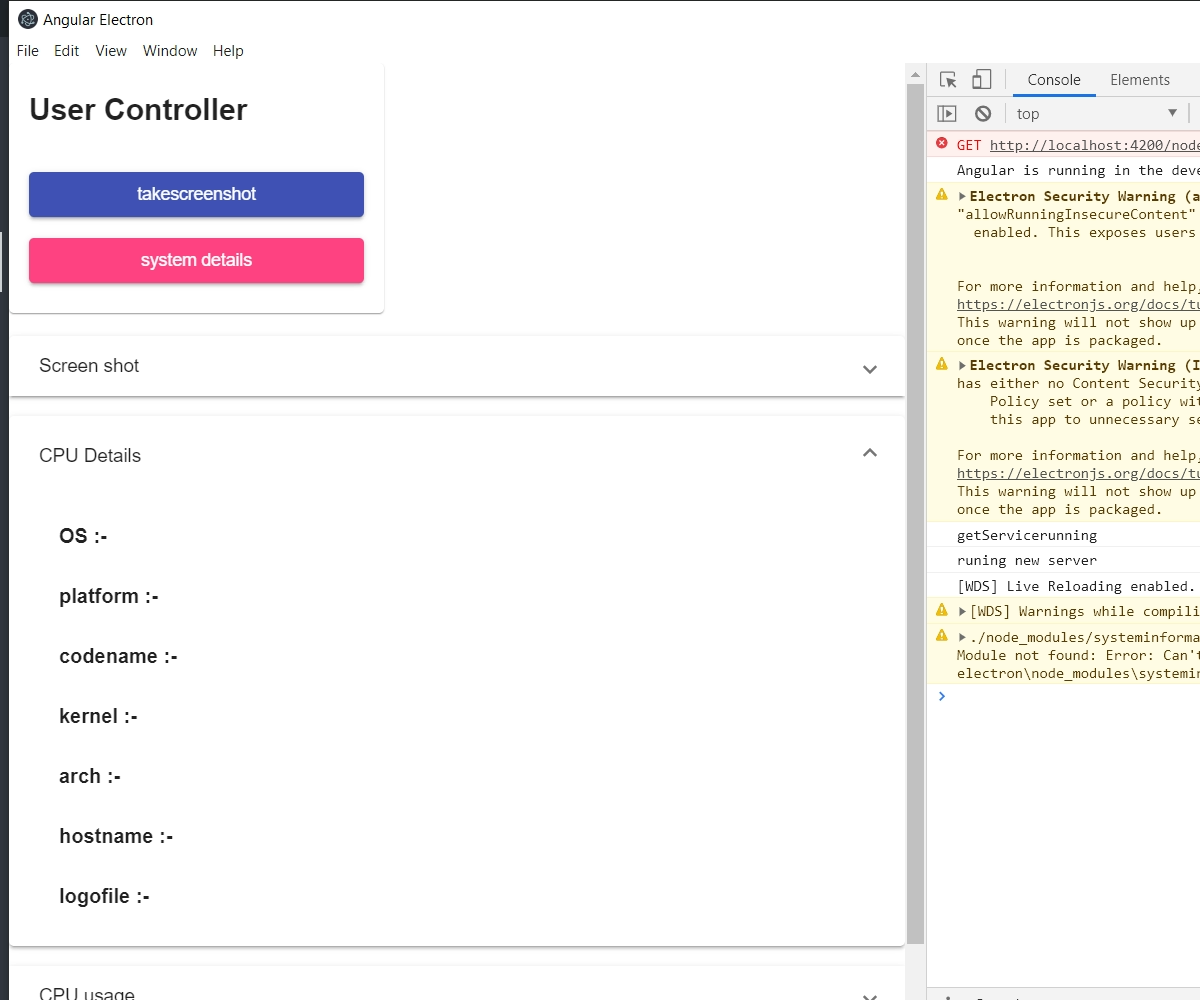 Angular Electron
File Edit View Window Help
User Controller
takescreenshot
system details
Screen shot
CPU Details
OS :-
platform :-
codename :-
kernel :-
arch :-
hostname :-
logofile :-
CPU usage
Console Elements
top
GET http://localhost:4200/node
Angular is running in the deve
Electron Security Warning (a
"allowRunningInsecureContent"
enabled. This exposes users
For more information and help,
https://electronjs.org/docs/tu
This warning will not show up
once the app is packaged.
Electron Security Warning (I
has either no Content Security
Policy set or a policy wit
this app to unnecessary se
For more information and help,
https://electronjs.org/docs/tu
This warning will not show up
once the app is packaged.
getServicerunning
runing new server
[WDS] Live Reloading enabled.
[WDS] Warnings while compili
./node_modules/systeminforma
Module not found: Error: Can't
electron\node_modules\systemin